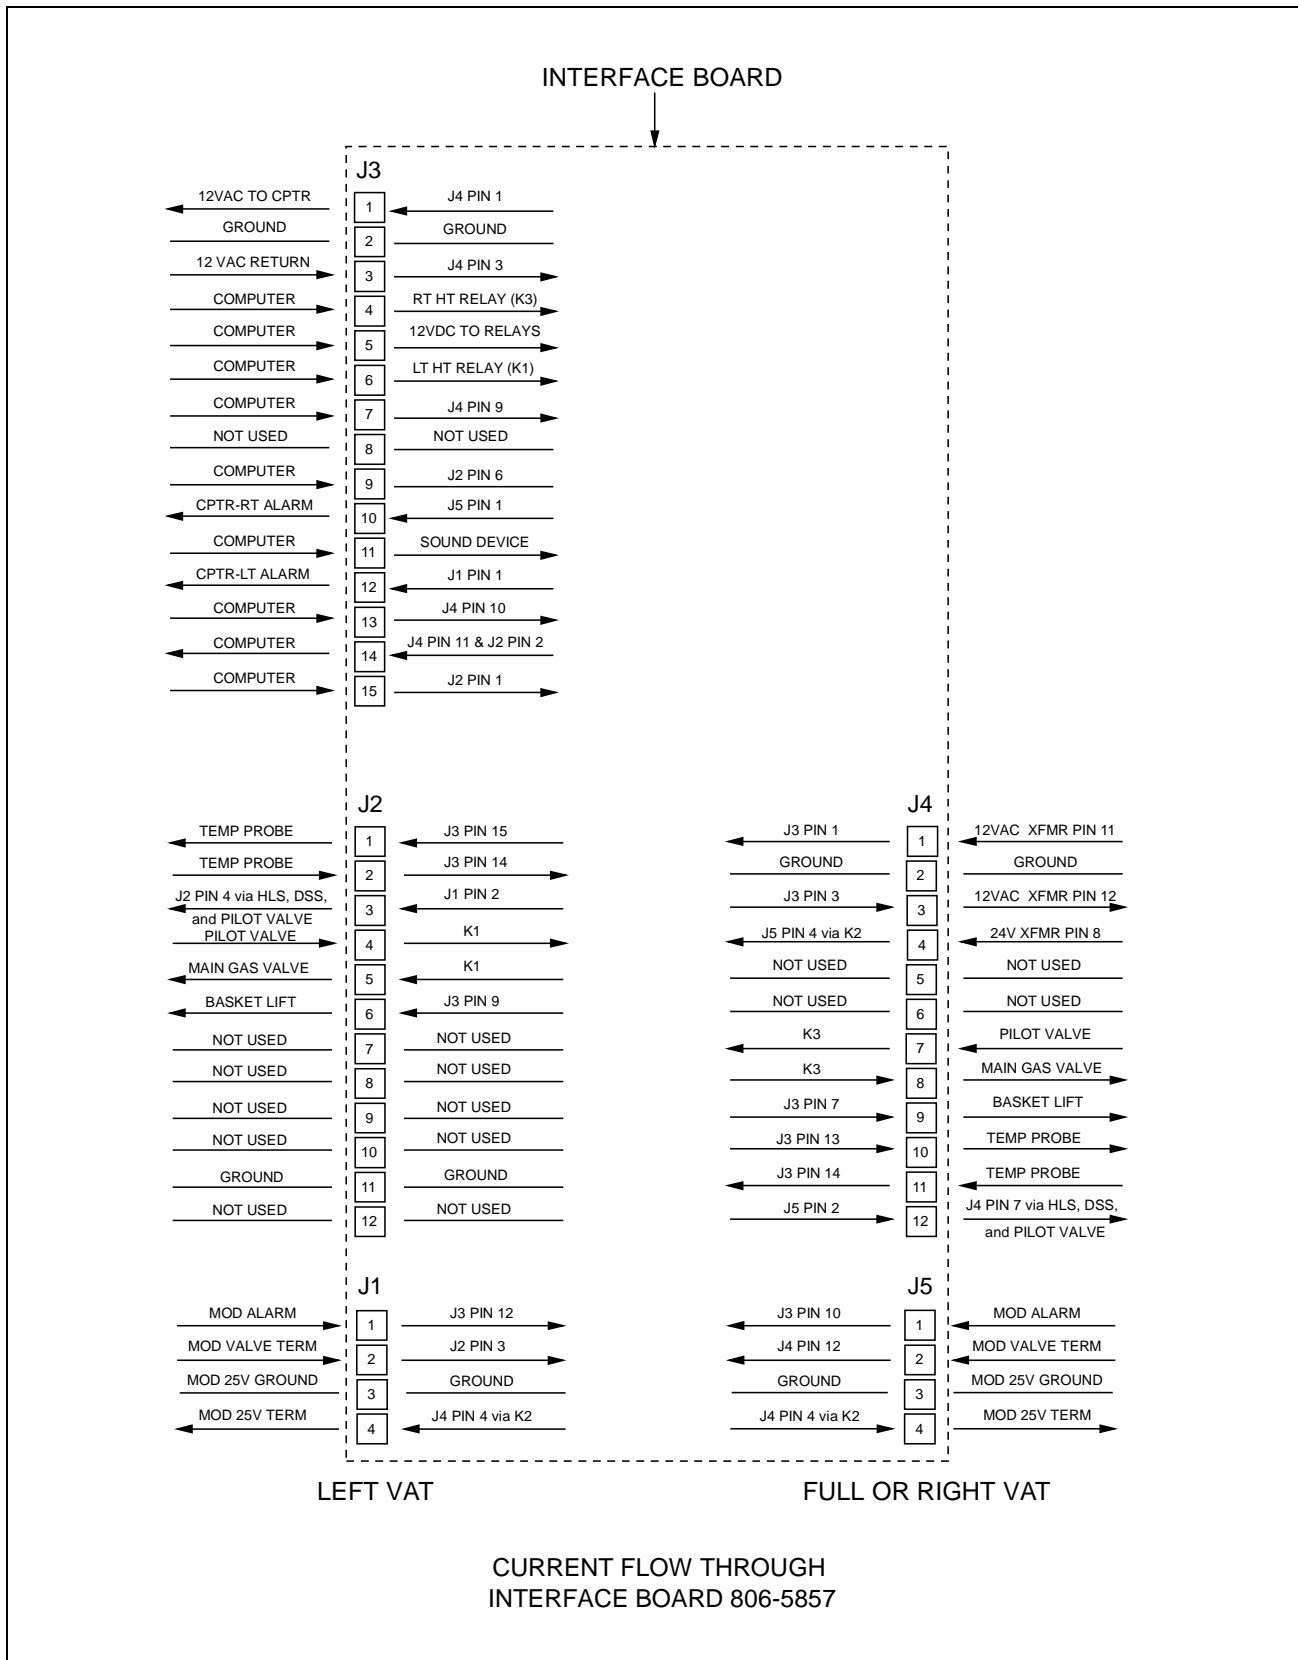 INTERFACE BOARD
J3
12VAC TO CPTR 1 J4 PIN 1
GROUND 2 GROUND
12 VAC RETURN 3 J4 PIN 3
COMPUTER 4 RT HT RELAY (K3)
COMPUTER 5 12VDC TO RELAYS
COMPUTER 6 LT HT RELAY (K1)
COMPUTER 7 J4 PIN 9
NOT USED 8 NOT USED
COMPUTER 9 J2 PIN 6
CPTR-RT ALARM 10 J5 PIN 1
COMPUTER 11 SOUND DEVICE
CPTR-LT ALARM 12 J1 PIN 1
COMPUTER 13 J4 PIN 10
COMPUTER 14 J4 PIN 11 & J2 PIN 2
COMPUTER 15 J2 PIN 1
J2
TEMP PROBE 1 J3 PIN 15
TEMP PROBE 2 J3 PIN 14
J2 PIN 4 via HLS, DSS, 3 J1 PIN 2
and PILOT VALVE
PILOT VALVE 4 K1
MAIN GAS VALVE 5 K1
BASKET LIFT 6 J3 PIN 9
NOT USED 7 NOT USED
NOT USED 8 NOT USED
NOT USED 9 NOT USED
NOT USED 10 NOT USED
GROUND 11 GROUND
NOT USED 12 NOT USED
J4
J3 PIN 1 1 12VAC XFMR PIN 11
GROUND 2 GROUND
J3 PIN 3 3 12VAC XFMR PIN 12
J5 PIN 4 via K2 4 24V XFMR PIN 8
NOT USED 5 NOT USED
NOT USED 6 NOT USED
K3 7 PILOT VALVE
K3 8 MAIN GAS VALVE
J3 PIN 7 9 BASKET LIFT
J3 PIN 13 10 TEMP PROBE
J3 PIN 14 11 TEMP PROBE
J5 PIN 2 12 J4 PIN 7 via HLS, DSS,
and PILOT VALVE
J1
MOD ALARM 1 J3 PIN 12
MOD VALVE TERM 2 J2 PIN 3
MOD 25V GROUND 3 GROUND
MOD 25V TERM 4 J4 PIN 4 via K2
J5
J3 PIN 10 1 MOD ALARM
J4 PIN 12 2 MOD VALVE TERM
GROUND 3 MOD 25V GROUND
J4 PIN 4 via K2 4 MOD 25V TERM
LEFT VAT
FULL OR RIGHT VAT
CURRENT FLOW THROUGH
INTERFACE BOARD 806-5857